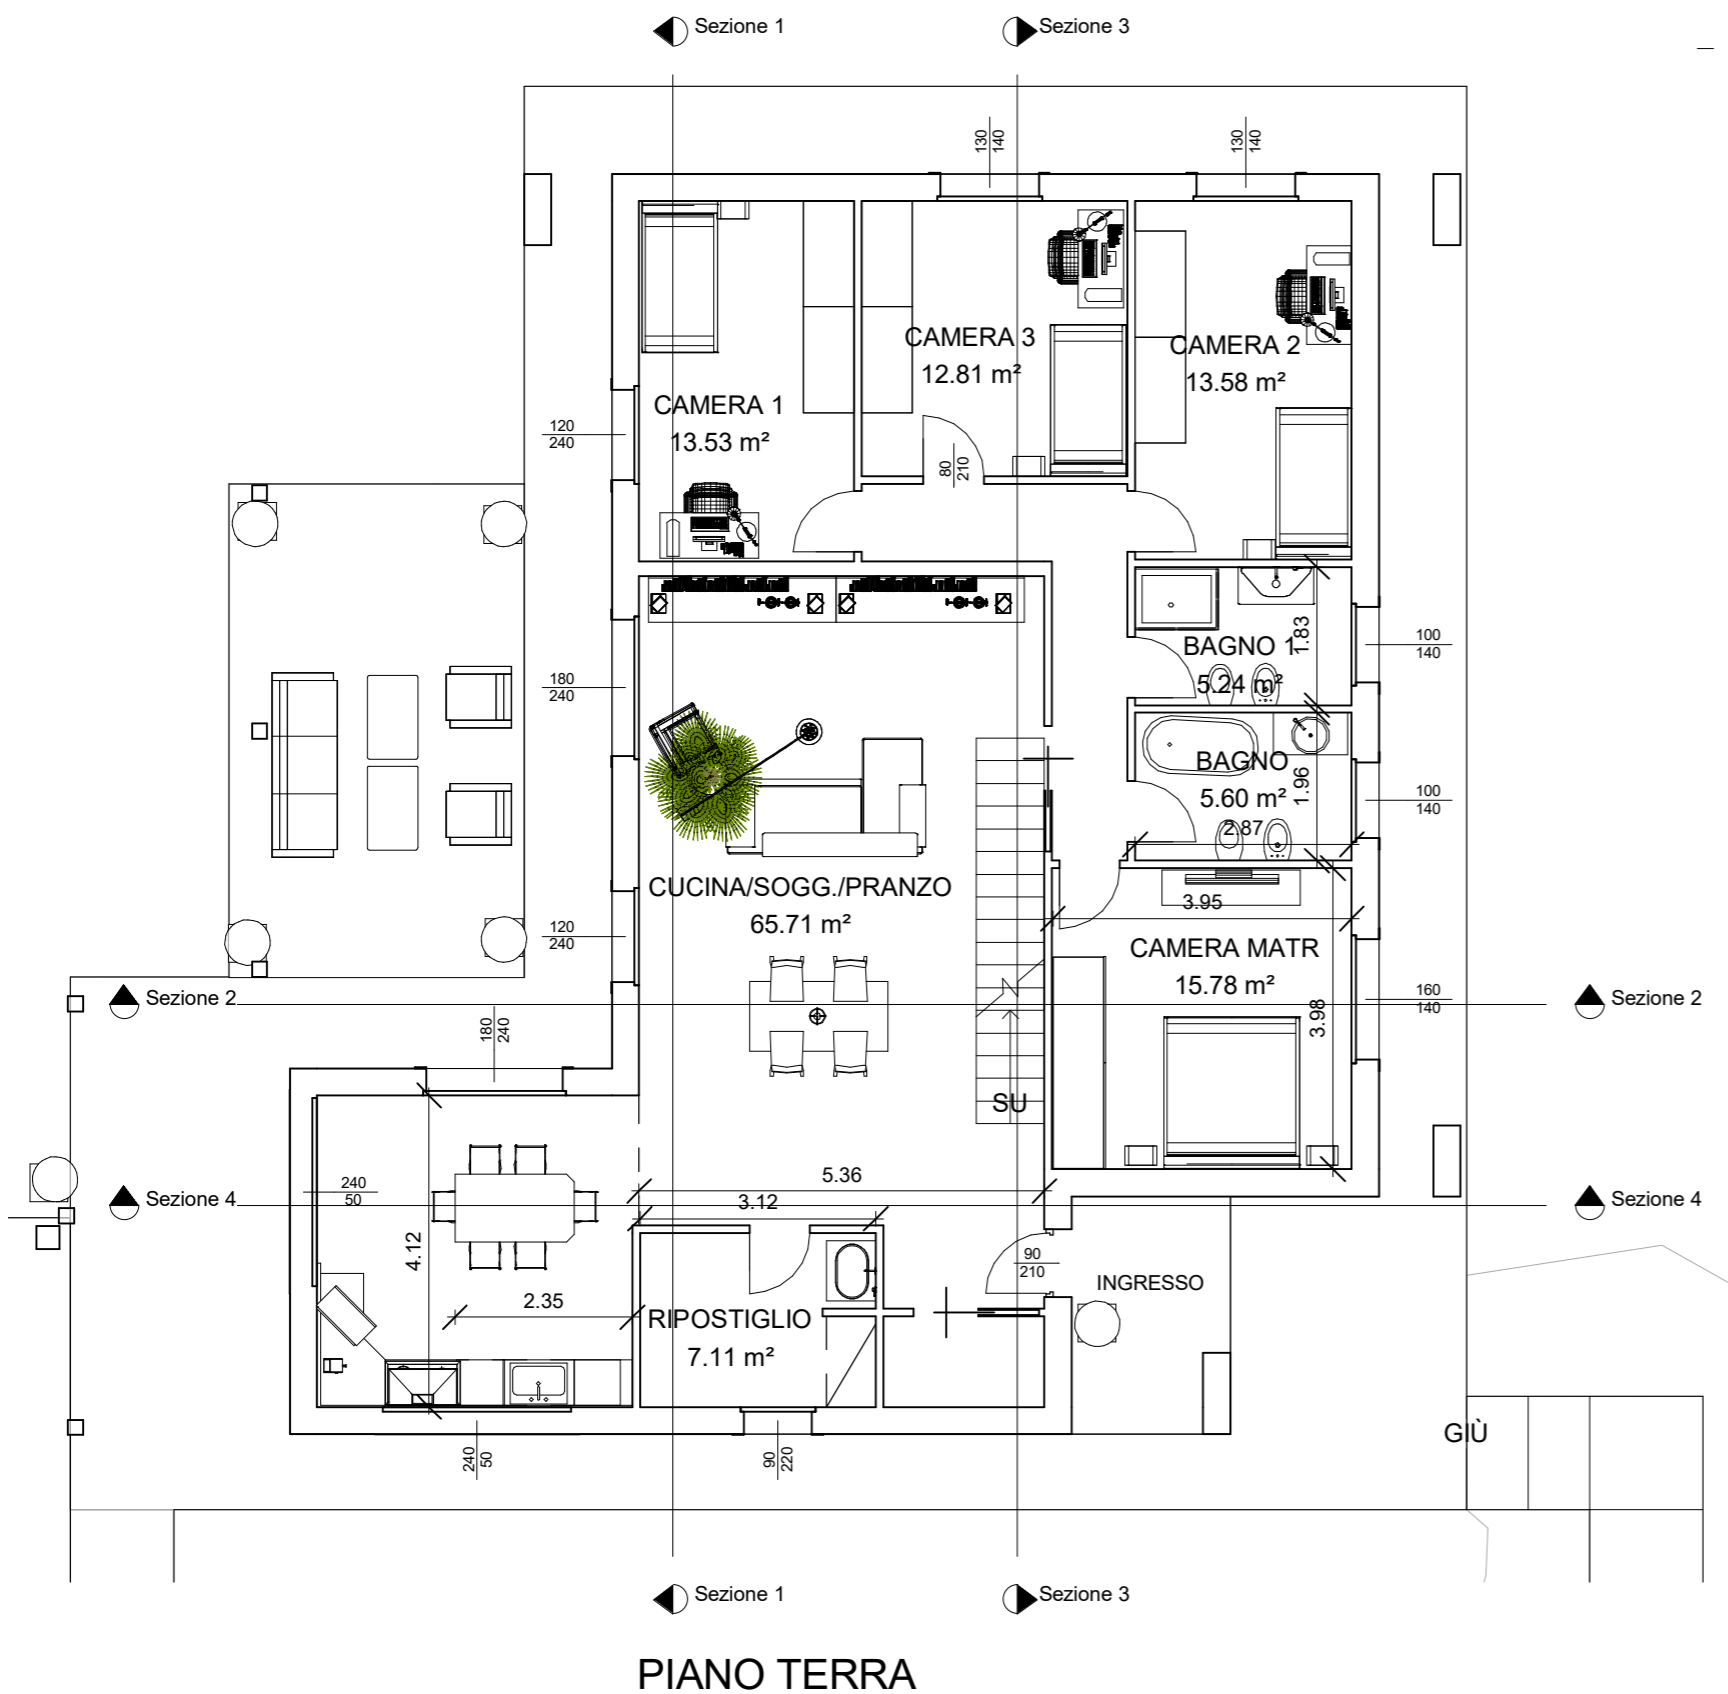 Sezione 1
Sezione 3
130
140
130
140
CAMERA 3
12.81 m²
CAMERA 2
13.58 m²
CAMERA 1
13.53 m²
120
240
80
210
100
140
1.83
BAGNO 1
5.24 m²
180
240
BAGNO
5.60 m²
1.96
100
140
2.87
CUCINA/SOGG./PRANZO
65.71 m²
3.95
120
240
CAMERA MATR
15.78 m²
160
140
3.98
Sezione 2
Sezione 2
180
240
SU
5.36
3.12
240
50
Sezione 4
Sezione 4
4.12
90
210
INGRESSO
2.35
RIPOSTIGLIO
7.11 m²
GIÙ
240
50
90
220
Sezione 1
Sezione 3
PIANO TERRA